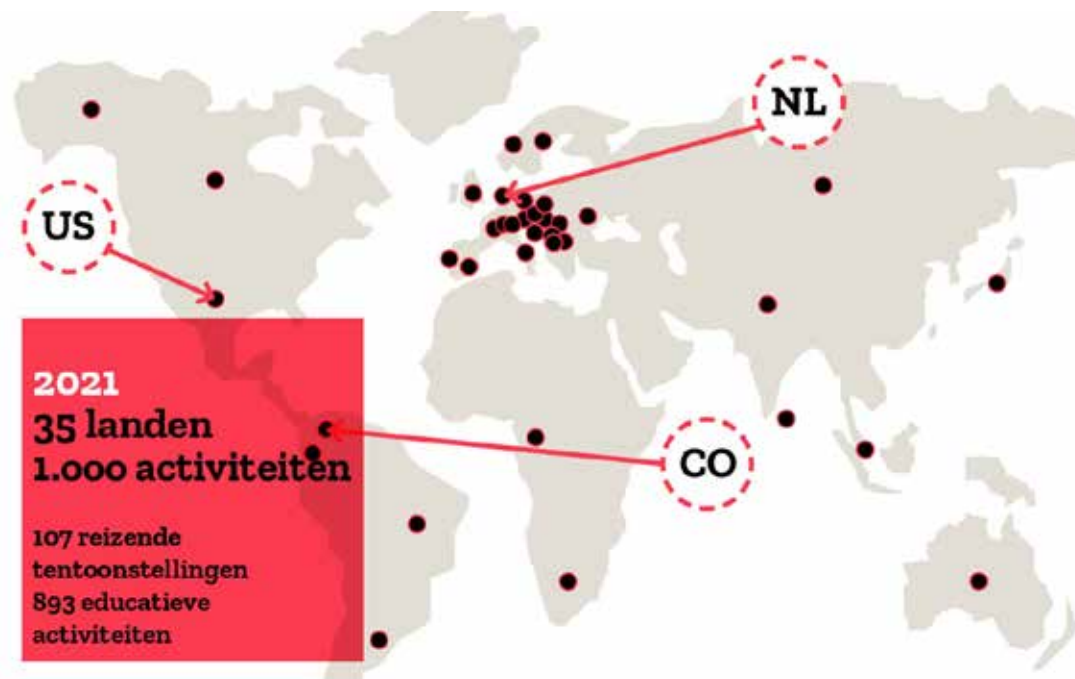 NL
US
2021
35 landen
1.000 activiteiten
CO
107 reizende
tentoonstellingen
893 educatieve
activiteiten